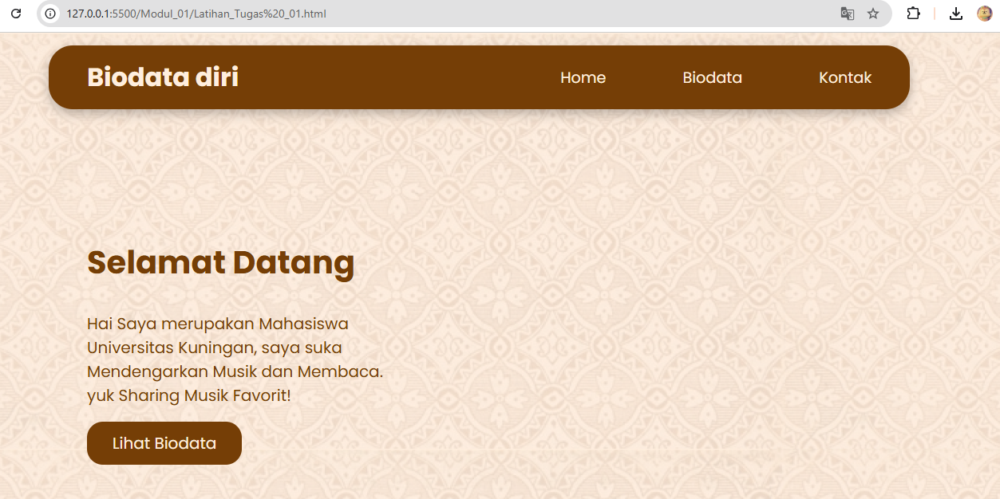 127.0.0.1:5500/Modul_01/Latihan_Tugas%20_01.html
Biodata diri
Home
Biodata
Kontak
Selamat Datang
Hai Saya merupakan Mahasiswa
Universitas Kuningan, saya suka
Mendengarkan Musik dan Membaca.
yuk Sharing Musik Favorit!
Lihat Biodata